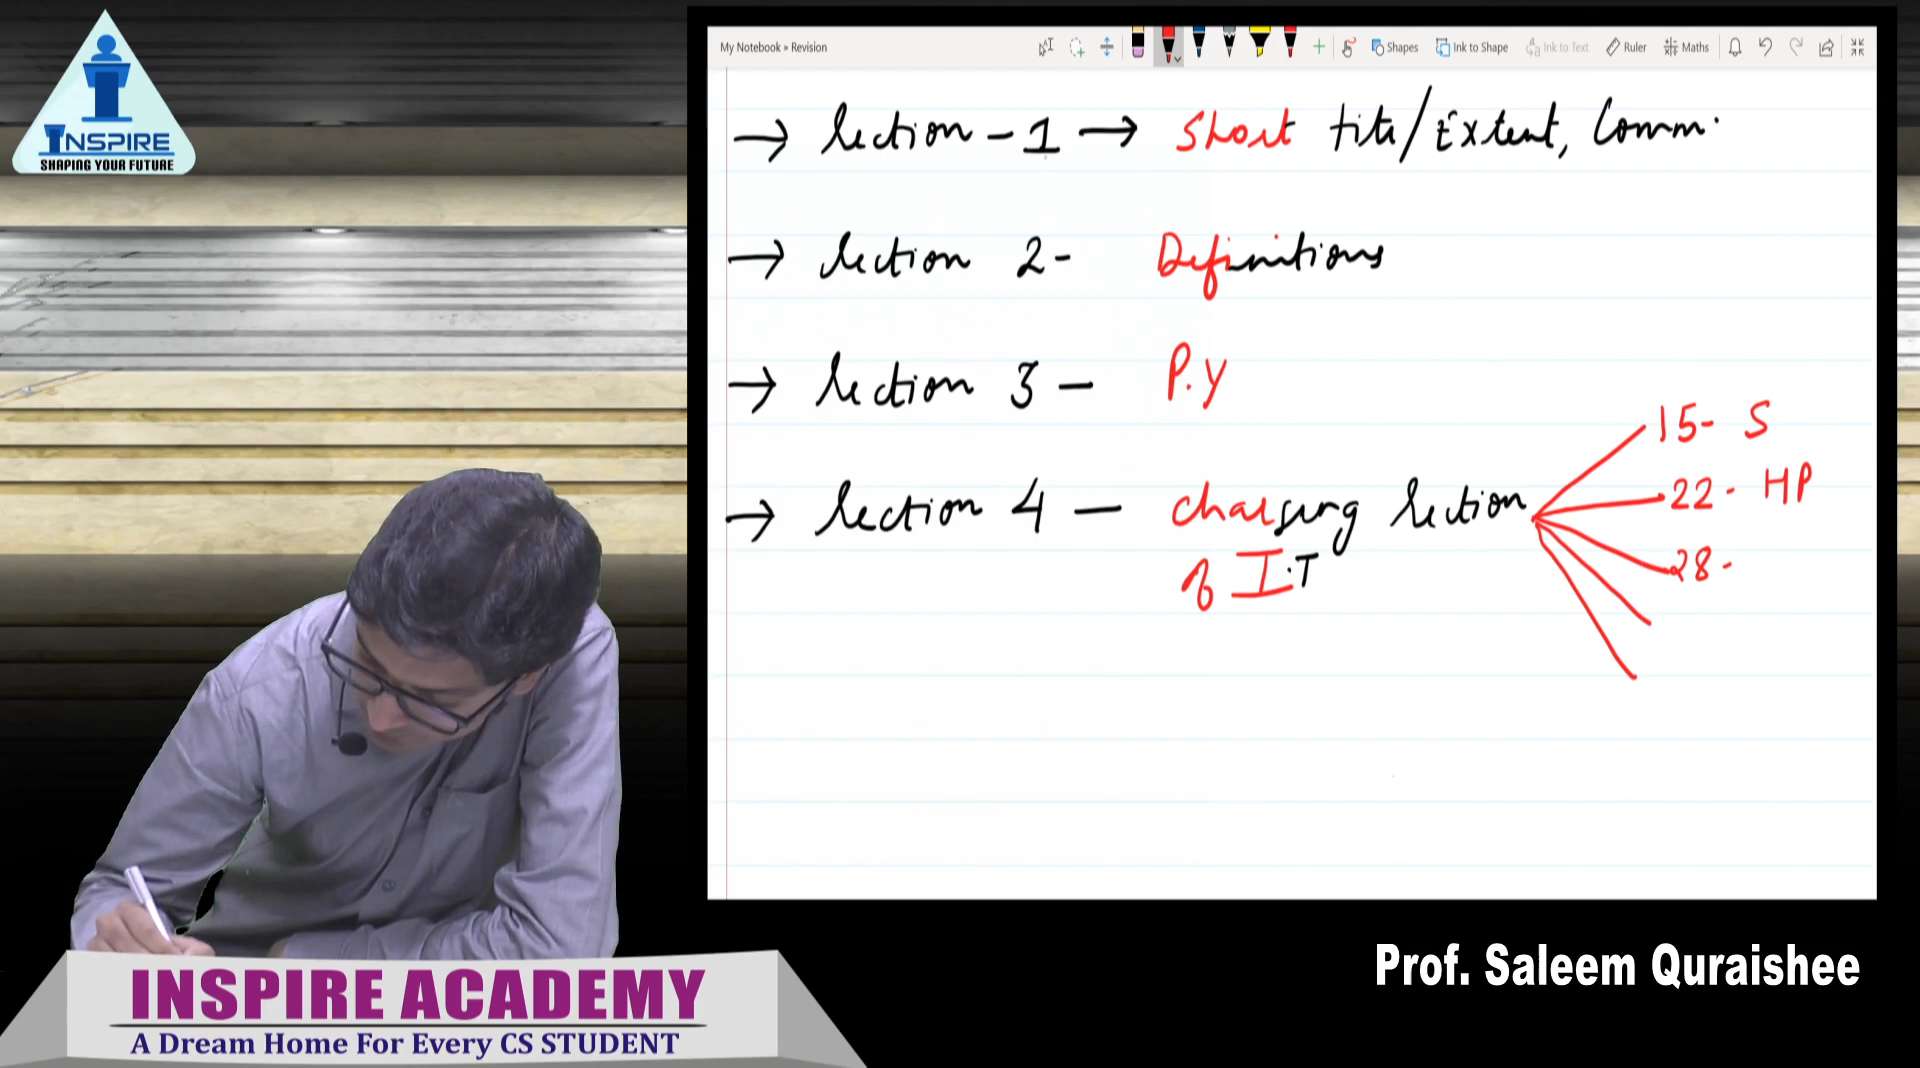 INSPIRE
SHAPING YOUR FUTURE
My Notebook » Revision
Shapes
Ink to Shape
Ink to Text
Ruler
Maths
→ Section - 1 → Short title/Extent, Comm.
→ Section 2 - Definitions
→ Section 3 - P.Y
→ Section 4 - Charging Section
of I.T
15- S
22- HP
28-
Prof. Saleem Quraishee
INSPIRE ACADEMY
A Dream Home For Every CS STUDENT